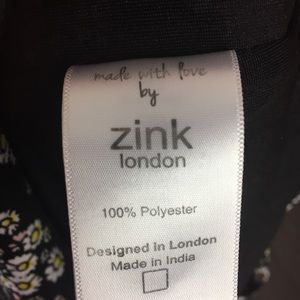 made with love
by
zink
london
100% Polyester
Designed in London
Made in India